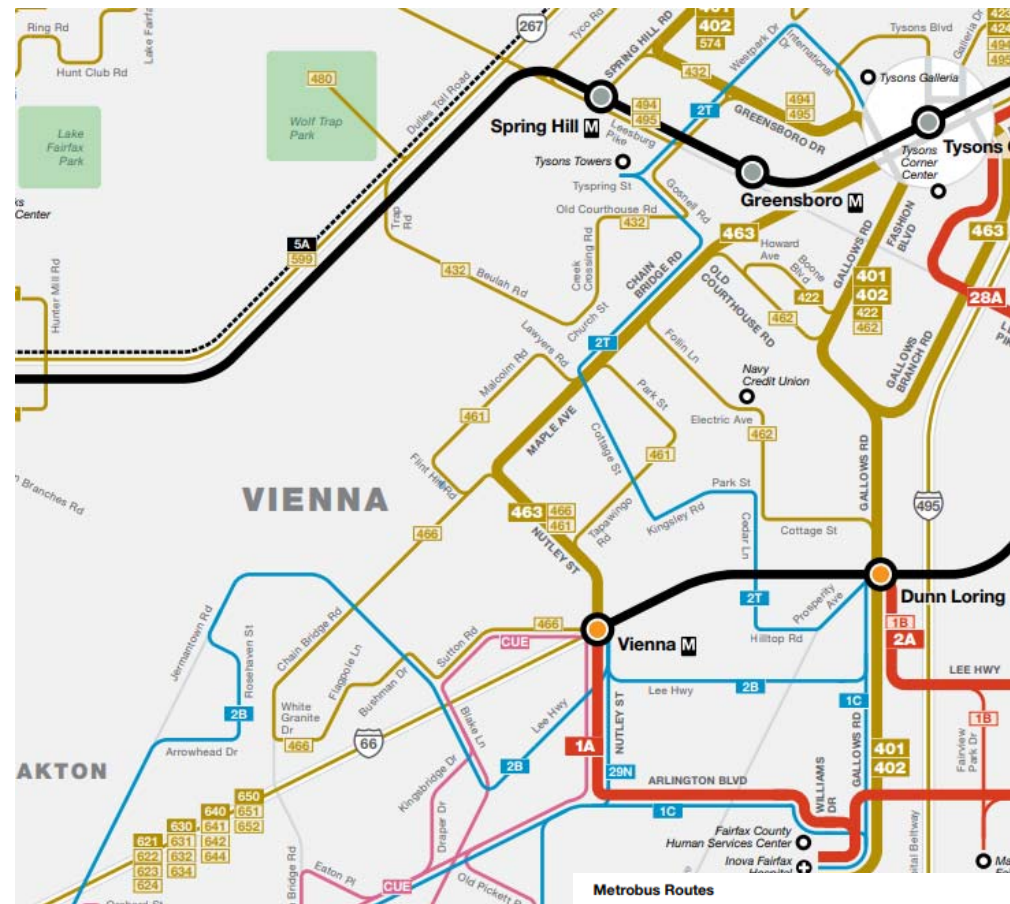 Ring Rd
Lake Fairfa
Hunt Club Rd
267
Tyco Rd
SPRING HILL RD
402
574
Westpark Dr
International
Dr
Tysons Blvd
Galleria Dr
423
424
494
495
480
Dulles Toll Road
432
Tysons Galleria
Lake
Fairfax
Park
Wolf Trap
Park
494
495
2T
494
495
Spring Hill M
Leesburg
Pike
GREENSBORO DR
Tysons
Corner
Center
Tysons
Tysons Towers
Tyspring St
Greensboro M
Center
Trap
Rd
Old Courthouse Rd
432
Gosnell Rd
463
FASHION
BLVD
463
5A
599
Hunter Mill Rd
432
Beulah Rd
Creek
Crossing Rd
CHAIN
BRIDGE RD
Howard
Ave
Boone
Blvd
422
GALLOWS RD
401
402
422
462
OLD
COURTHOUSE RD
462
28A
Church St
2T
Lawyers Rd
Follin Ln
GALLOWS
BRANCH RD
Malcolm Rd
Navy
Credit Union
461
MAPLE AVE
Park St
Electric Ave
462
Cottage St
461
Flint Hill Rd
GALLOWS RD
n Branches Rd
VIENNA
Park St
495
463
466
461
Tapawingo
Rd
Kingsley Rd
Cedar Ln
Cottage St
466
NUTLEY ST
2T
Prosperity
Ave
Dunn Loring
Jermantown Rd
Rosehaven St
Chain Bridge Rd
Flagpole Ln
Bushman Dr
Sutton Rd
466
CUE
Vienna M
Hilltop Rd
1B
2A
LEE HWY
Lee Hwy
2B
2B
White
Granite
Dr
466
Blake Ln
Lee Hwy
NUTLEY ST
1C
GALLOWS RD
1B
Fairview
Park Dr
Arrowhead Dr
66
1A
401
402
AKTON
Kingsbridge Dr
2B
29N
ARLINGTON BLVD
WILLIAMS
DR
650
651
652
640
641
642
644
630
631
632
634
621
622
623
624
Draper Dr
1C
Fairfax County
Human Services Center
Inova Fairfax
Eaton Pl
CUE
Old Pickett
Bridge Rd
Metrobus Routes